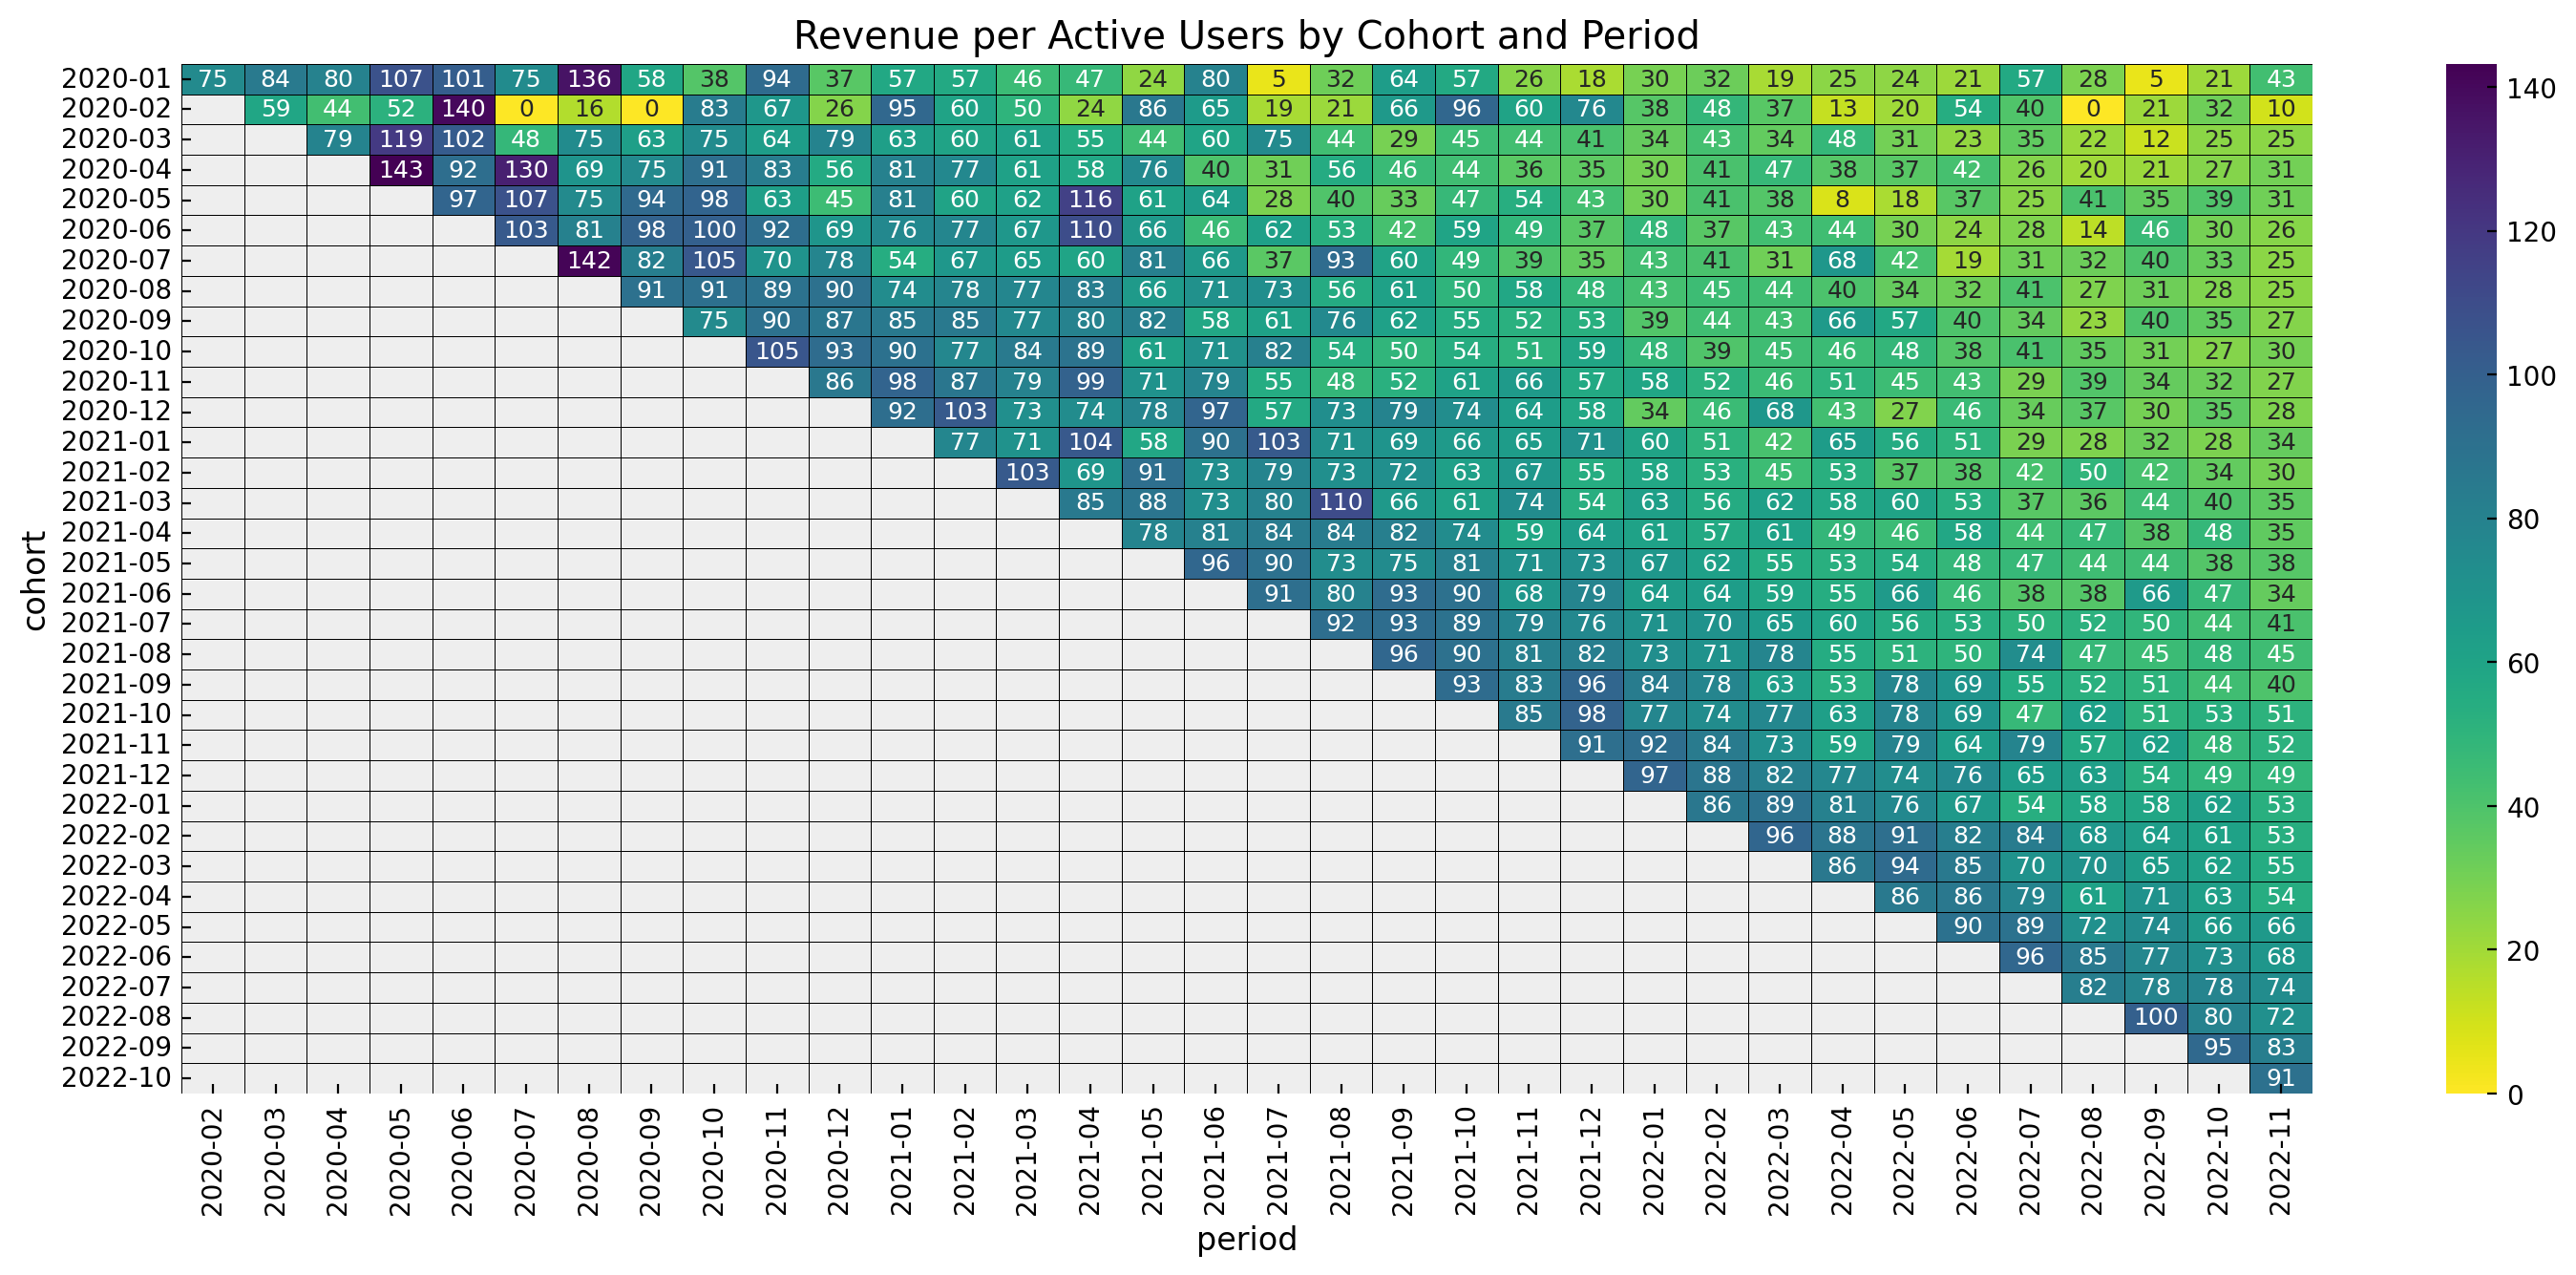 Revenue per Active Users by Cohort and Period
2020-01 75 84 80 107 101 75 136 58 38 94 37 57 57 46 47 24 80 5 32 64 57 26 18 30 32 19 25 24 21 57 28 5 21 43
2020-02 59 44 52 140 0 16 0 83 67 26 95 60 50 24 86 65 19 21 66 96 60 76 38 48 37 13 20 54 40 0 21 32 10
2020-03 79 119 102 48 75 63 75 64 79 63 60 61 55 44 60 75 44 29 45 44 41 34 43 34 48 31 23 35 22 12 25 25
2020-04 143 92 130 69 75 91 83 56 81 77 61 58 76 40 31 56 46 44 36 35 30 41 47 38 37 42 26 20 21 27 31
2020-05 97 107 75 94 98 63 45 81 60 62 116 61 64 28 40 33 47 54 43 30 41 38 8 18 37 25 41 35 39 31
2020-06 103 81 98 100 92 69 76 77 67 110 66 46 62 53 42 59 49 37 48 37 43 44 30 24 28 14 46 30 26
2020-07 142 82 105 70 78 54 67 65 60 81 66 37 93 60 49 39 35 43 41 31 68 42 19 31 32 40 33 25
2020-08 91 91 89 90 74 78 77 83 66 71 73 56 61 50 58 48 43 45 44 40 34 32 41 27 31 28 25
2020-09 75 90 87 85 85 77 80 82 58 61 76 62 55 52 53 39 44 43 66 57 40 34 23 40 35 27
2020-10 105 93 90 77 84 89 61 71 82 54 50 54 51 59 48 39 45 46 48 38 41 35 31 27 30
2020-11 86 98 87 79 99 71 79 55 48 52 61 66 57 58 52 46 51 45 43 29 39 34 32 27
2020-12 92 103 73 74 78 97 57 73 79 74 64 58 34 46 68 43 27 46 34 37 30 35 28
2021-01 77 71 104 58 90 103 71 69 66 65 71 60 51 42 65 56 51 29 28 32 28 34
2021-02 103 69 91 73 79 73 72 63 67 55 58 53 45 53 37 38 42 50 42 34 30
2021-03 85 88 73 80 110 66 61 74 54 63 56 62 58 60 53 37 36 44 40 35
2021-04 78 81 84 84 82 74 59 64 61 57 61 49 46 58 44 47 38 48 35
2021-05 96 90 73 75 81 71 73 67 62 55 53 54 48 47 44 44 38 38
2021-06 91 80 93 90 68 79 64 64 59 55 66 46 38 38 66 47 34
2021-07 92 93 89 79 76 71 70 65 60 56 53 50 52 50 44 41
2021-08 96 90 81 82 73 71 78 55 51 50 74 47 45 48 45
2021-09 93 83 96 84 78 63 53 78 69 55 52 51 44 40
2021-10 85 98 77 74 77 63 78 69 47 62 51 53 51
2021-11 91 92 84 73 59 79 64 79 57 62 48 52
2021-12 97 88 82 77 74 76 65 63 54 49 49
2022-01 86 89 81 76 67 54 58 58 62 53
2022-02 96 88 91 82 84 68 64 61 53
2022-03 86 94 85 70 70 65 62 55
2022-04 86 86 79 61 71 63 54
2022-05 90 89 72 74 66 66
2022-06 96 85 77 73 68
2022-07 82 78 78 74
2022-08 100 80 72
2022-09 95 83
2022-10 91
cohort
2020-02 2020-03 2020-04 2020-05 2020-06 2020-07 2020-08 2020-09 2020-10 2020-11 2020-12 2021-01 2021-02 2021-03 2021-04 2021-05 2021-06 2021-07 2021-08 2021-09 2021-10 2021-11 2021-12 2022-01 2022-02 2022-03 2022-04 2022-05 2022-06 2022-07 2022-08 2022-09 2022-10 2022-11
period
140
120
100
80
60
40
20
0